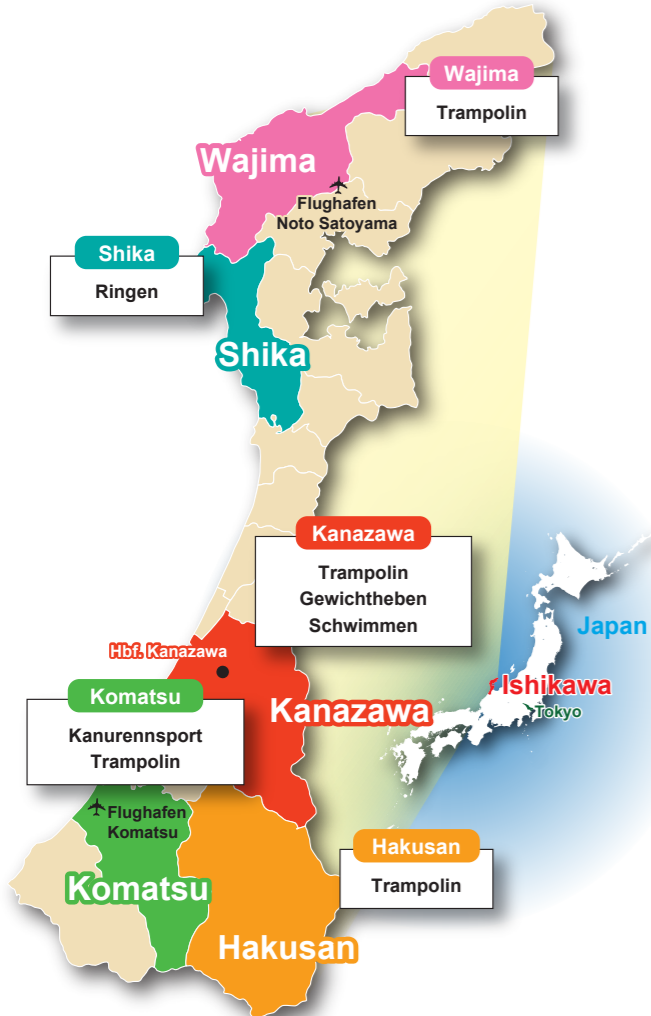 Wajima
Trampolin
Wajima
Flughafen
Noto Satoyama
Shika
Ringen
Shika
Kanazawa
Trampolin
Gewichtheben
Schwimmen
Japan
Hbf. Kanazawa
Ishikawa
Kanazawa
Tokyo
Komatsu
Kanurennsport
Trampolin
Flughafen
Komatsu
Hakusan
Trampolin
Komatsu
Hakusan